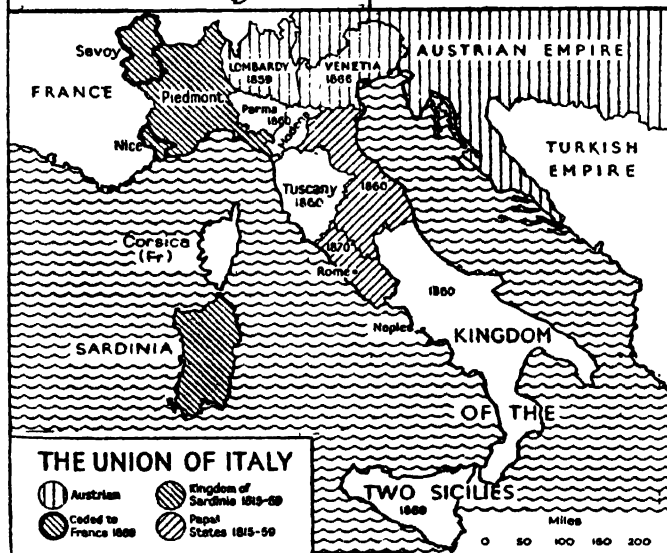 Savoy
AUSTRIAN EMPIRE
LOMBARDY
1859
VENETIA
1866
FRANCE
Piedmont
Parma
1860
Modena
Nice
TURKISH
EMPIRE
Tuscany
1860
1860
Corsica
(Fr)
1870
Rome
1860
Naples
KINGDOM
SARDINIA
OF THE
TWO SICILIES
1860
THE UNION OF ITALY
Austrian
Kingdom of
Sardinia 1815-59
Ceded to
France 1860
Papal
States 1815-59
Miles
0 50 100 150 200